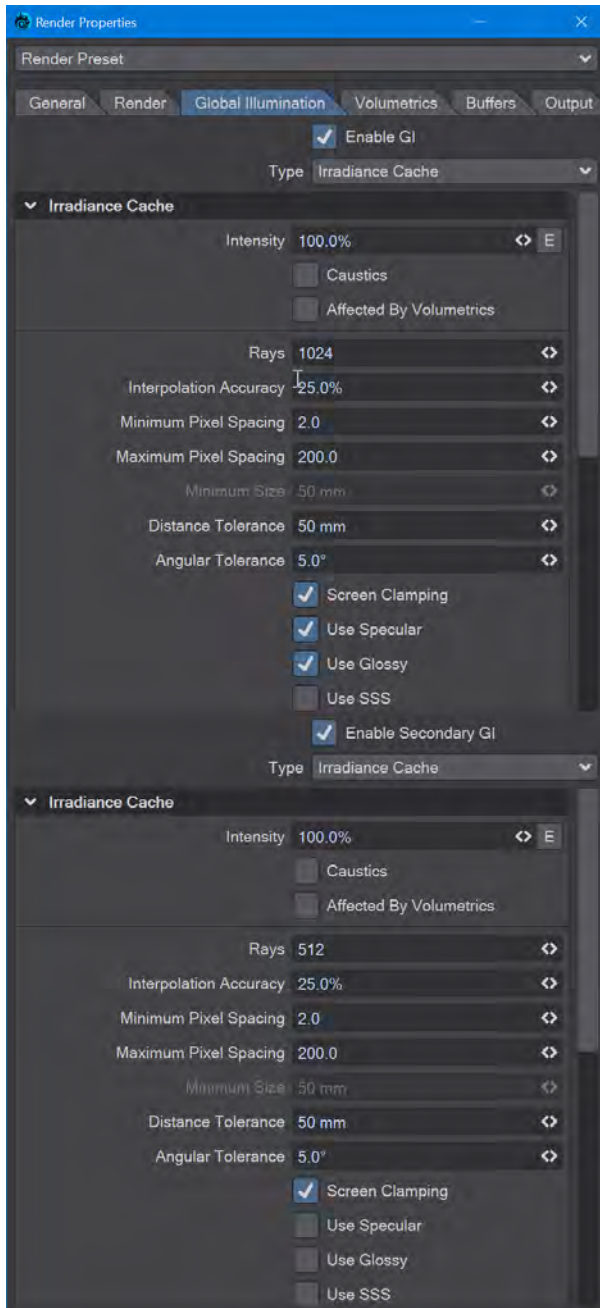 Render Properties
Render Preset
General Render Global Illumination Volumetrics Buffers Output
Enable GI
Type Irradiance Cache
Irradiance Cache
Intensity 100.0% E
Caustics
Affected By Volumetrics
Rays 1024
Interpolation Accuracy 25.0%
Minimum Pixel Spacing 2.0
Maximum Pixel Spacing 200.0
Minimum Size 50 mm
Distance Tolerance 50 mm
Angular Tolerance 5.0°
Screen Clamping
Use Specular
Use Glossy
Use SSS
Enable Secondary GI
Type Irradiance Cache
Irradiance Cache
Intensity 100.0% E
Caustics
Affected By Volumetrics
Rays 512
Interpolation Accuracy 25.0%
Minimum Pixel Spacing 2.0
Maximum Pixel Spacing 200.0
Minimum Size 50 mm
Distance Tolerance 50 mm
Angular Tolerance 5.0°
Screen Clamping
Use Specular
Use Glossy
Use SSS